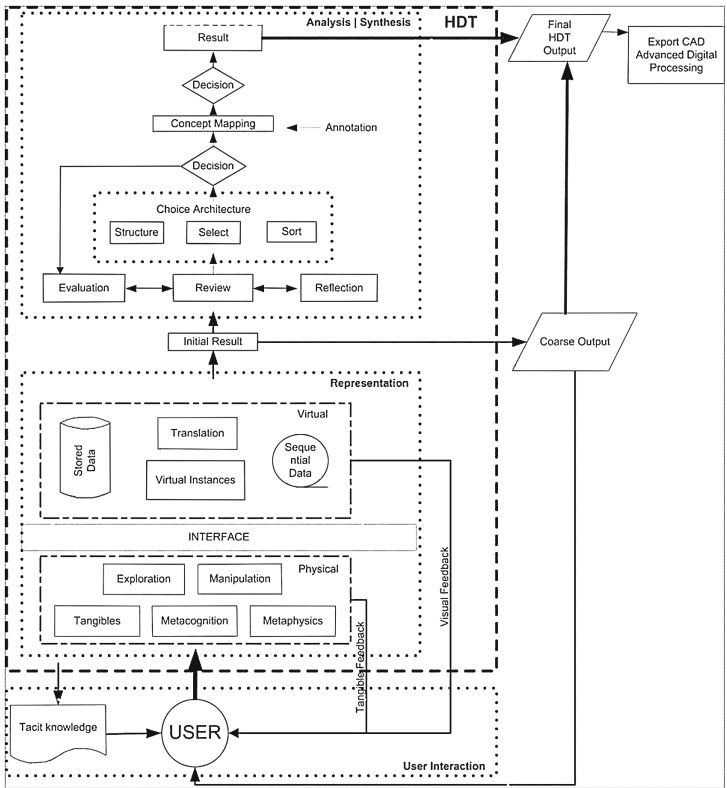 Analysis | Synthesis
HDT
Result
Final
HDT
Output
Export CAD
Advanced Digital
Processing
Decision
Concept Mapping
Annotation
Decision
Choice Architecture
Structure
Select
Sort
Evaluation
Review
Reflection
Initial Result
Coarse Output
Representation
Virtual
Stored
Data
Translation
Virtual Instances
Seque
ntial
Data
INTERFACE
Physical
Exploration
Manipulation
Tangibles
Metacognition
Metaphysics
Visual Feedback
Tangible Feedback
Tacit knowledge
USER
User Interaction